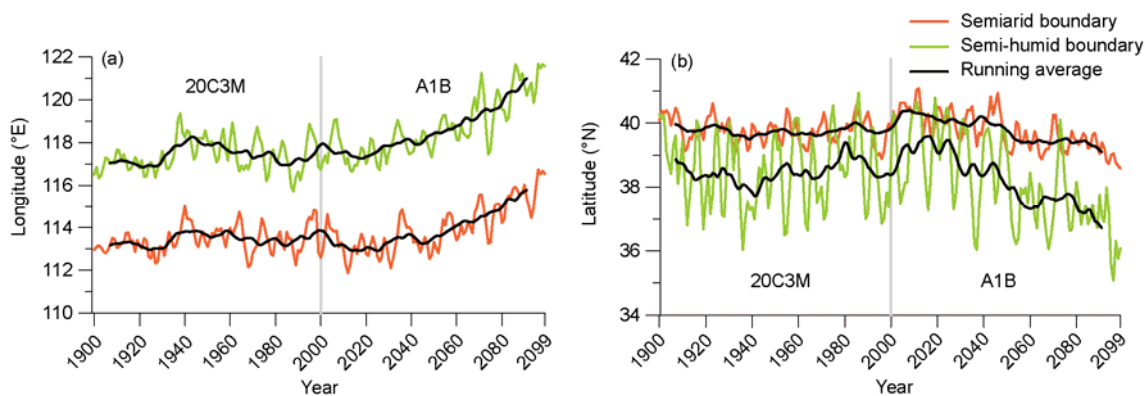 (a)
20C3M
A1B
Longitude (°E)
122
120
118
116
114
112
110
1900
1920
1940
1960
1980
2000
2020
2040
2060
2080
2099
Year
Semiarid boundary
Semi-humid boundary
Running average
(b)
Latitude (°N)
42
40
38
36
34
20C3M
A1B
1900
1920
1940
1960
1980
2000
2020
2040
2060
2080
2099
Year